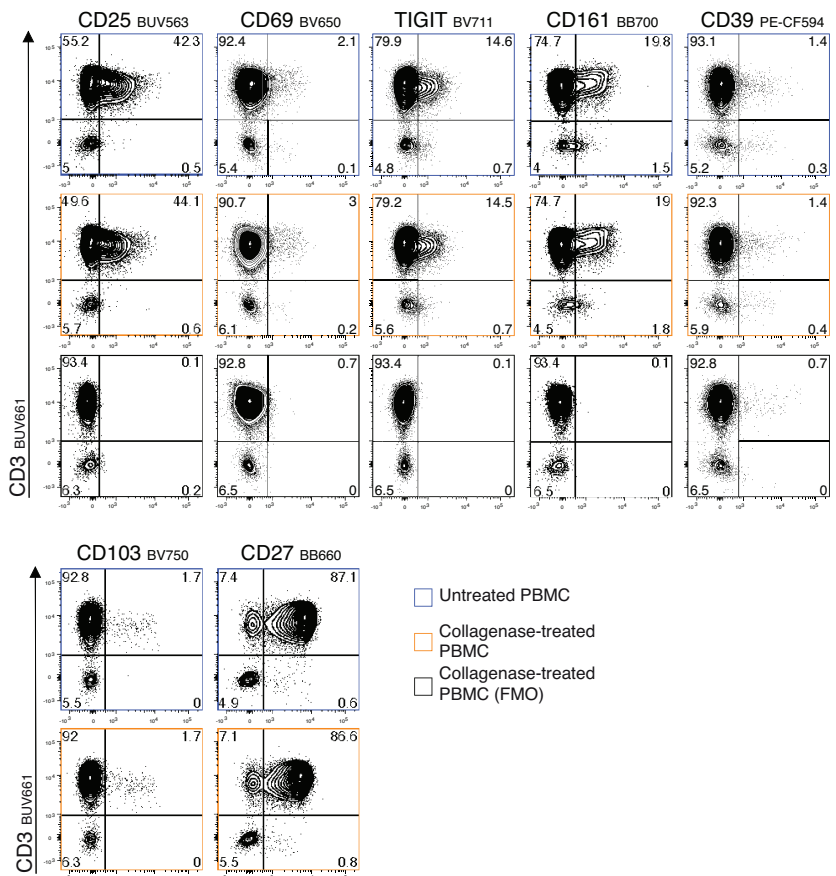 CD25 BUV563 CD69 BV650 TIGIT BV711 CD161 BB700 CD39 PE-CF594
55.2 42.3 92.4 2.1 79.9 14.6 74.7 19.8 93.1 1.4
5 0.5 5.4 0.1 4.8 0.7 4 1.5 5.2 0.3
49.6 44.1 90.7 3 79.2 14.5 74.7 19 92.3 1.4
5.7 0.6 6.1 0.2 5.6 0.7 4.5 1.8 5.9 0.4
93.4 0.1 92.8 0.7 93.4 0.1 93.4 0.1 92.8 0.7
6.3 0.2 6.5 0 6.5 0 6.5 0 6.5 0
CD3 BUV661
CD103 BV750 CD27 BB660
92.8 1.7 7.4 87.1
5.5 0 4.9 0.6
92 1.7 7.1 86.6
6.3 0 5.5 0.8
CD3 BUV661
Untreated PBMC
Collagenase-treated
PBMC
Collagenase-treated
PBMC (FMO)